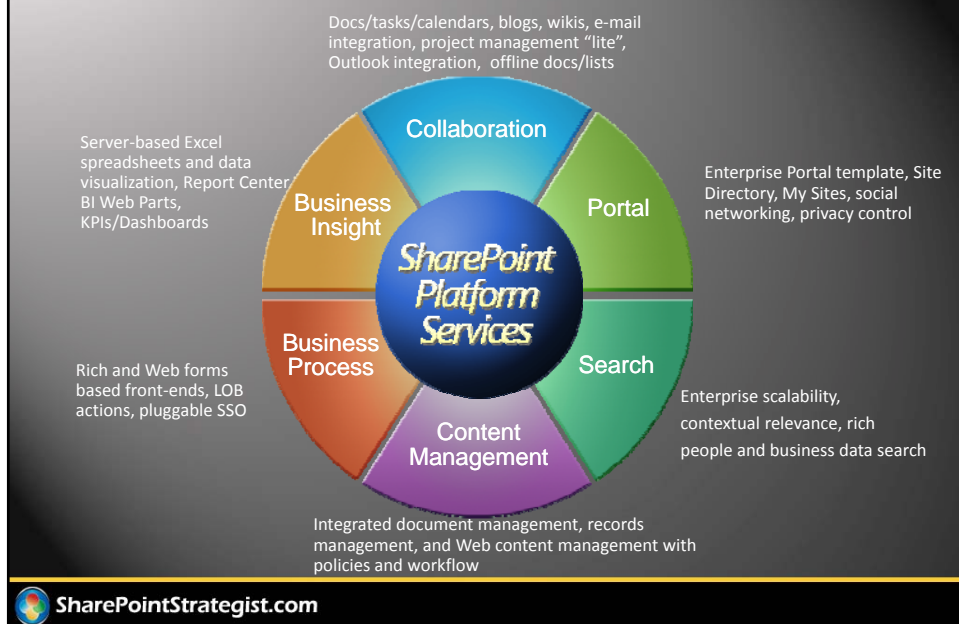 Docs/tasks/calendars, blogs, wikis, e-mail
integration, project management “lite”,
Outlook integration, offline docs/lists
Collaboration
Server-based Excel
spreadsheets and data
visualization, Report Center
BI Web Parts,
KPIs/Dashboards
Business
Insight
Portal
Enterprise Portal template, Site
Directory, My Sites, social
networking, privacy control
SharePoint
Platform
Services
Business
Process
Rich and Web forms
based front-ends, LOB
actions, pluggable SSO
Search
Enterprise scalability,
contextual relevance, rich
people and business data search
Content
Management
Integrated document management, records
management, and Web content management with
policies and workflow
SharePointStrategist.com